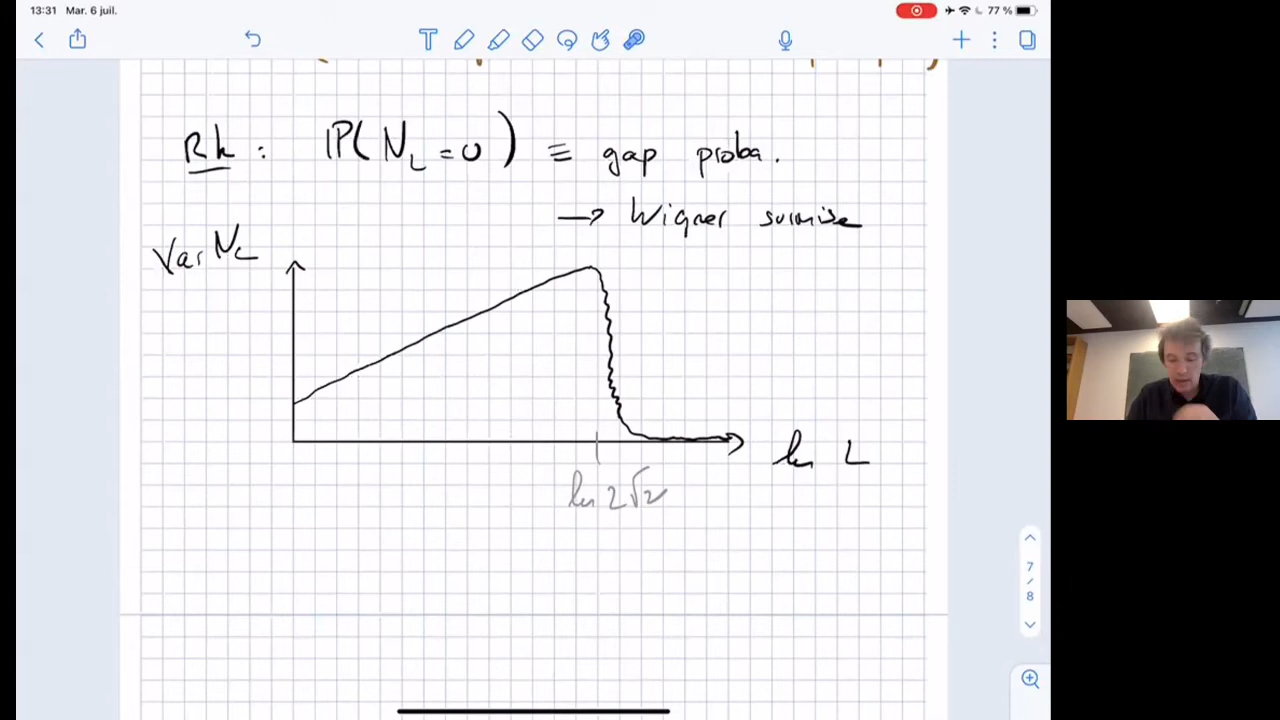 13:31 Mar. 6 juil.
77 %
Rk : IP( N_L = 0 ) ≡ gap proba.
→ Wigner surmise
Var N_L
ln L
ln 2√2
7
/
8